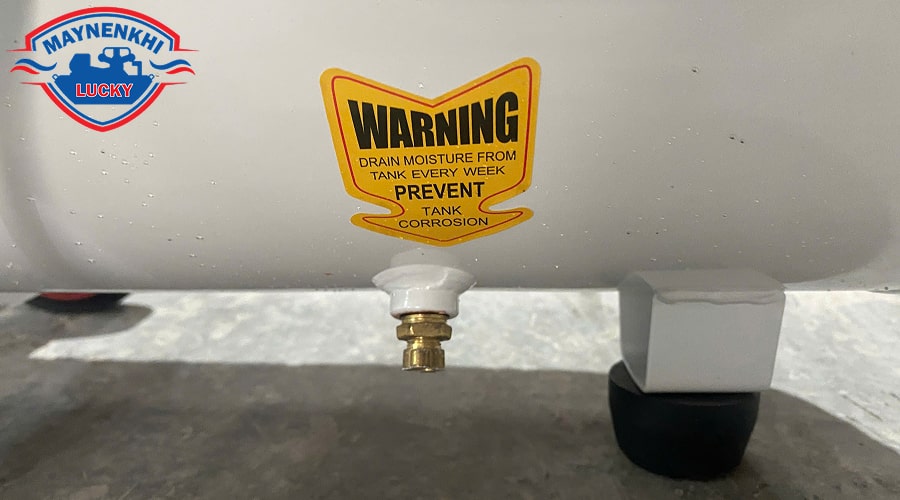 MAYNENKHI
LUCKY
WARNING
DRAIN MOISTURE FROM
TANK EVERY WEEK
PREVENT
TANK
CORROSION